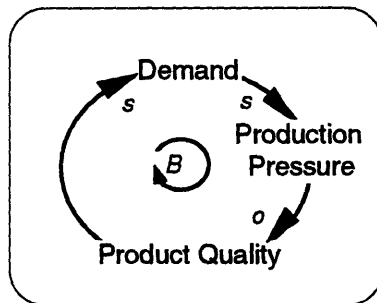 Demand
s
s
Production
Pressure
B
o
Product Quality